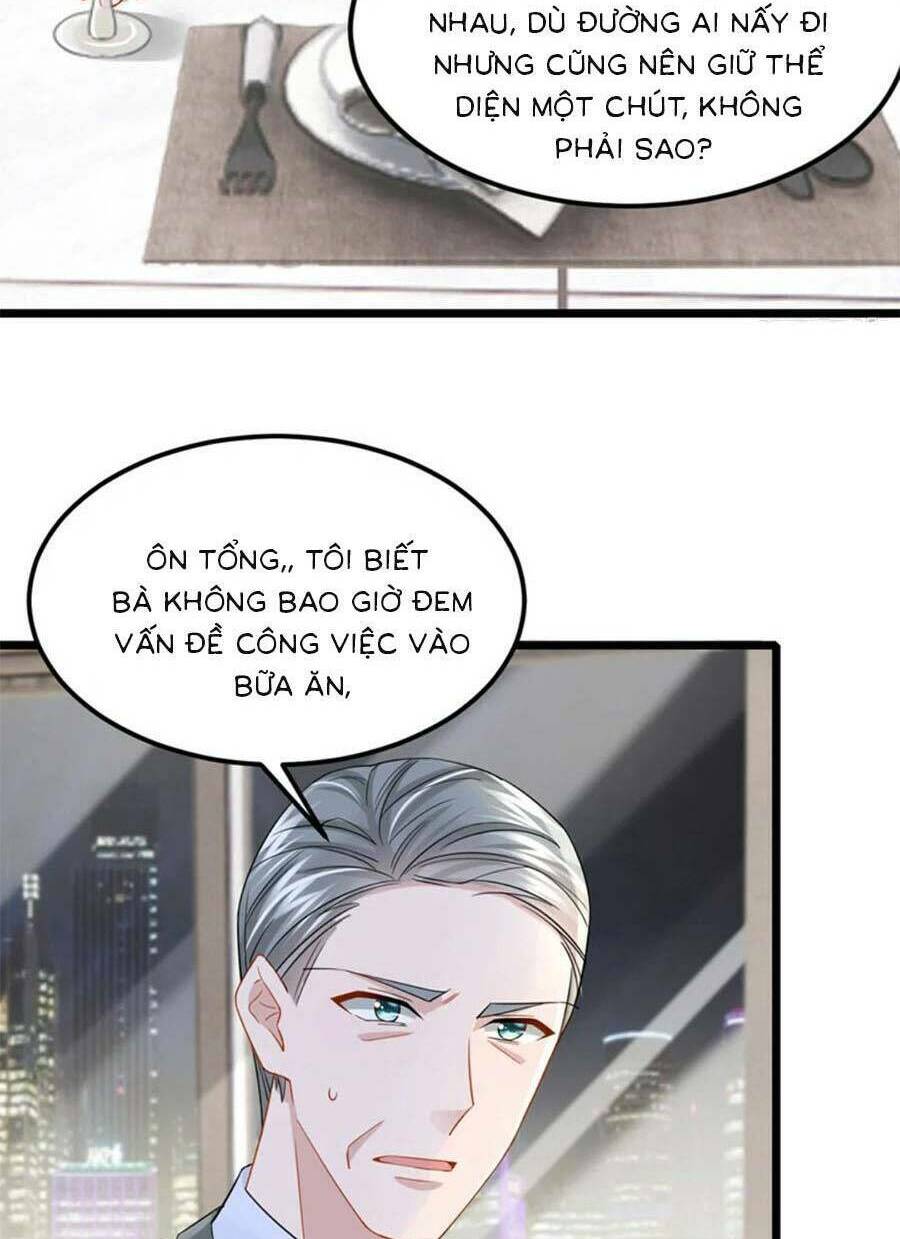 NHAU, DÙ ĐƯỜNG AI NẤY ĐI
NHƯNG CŨNG NÊN GIỮ THỂ
DIỆN MỘT CHÚT, KHÔNG
PHẢI SAO?
ÔN TỔNG,, TÔI BIẾT
BÀ KHÔNG BAO GIỜ ĐEM
VẤN ĐỀ CÔNG VIỆC VÀO
BỮA ĂN,